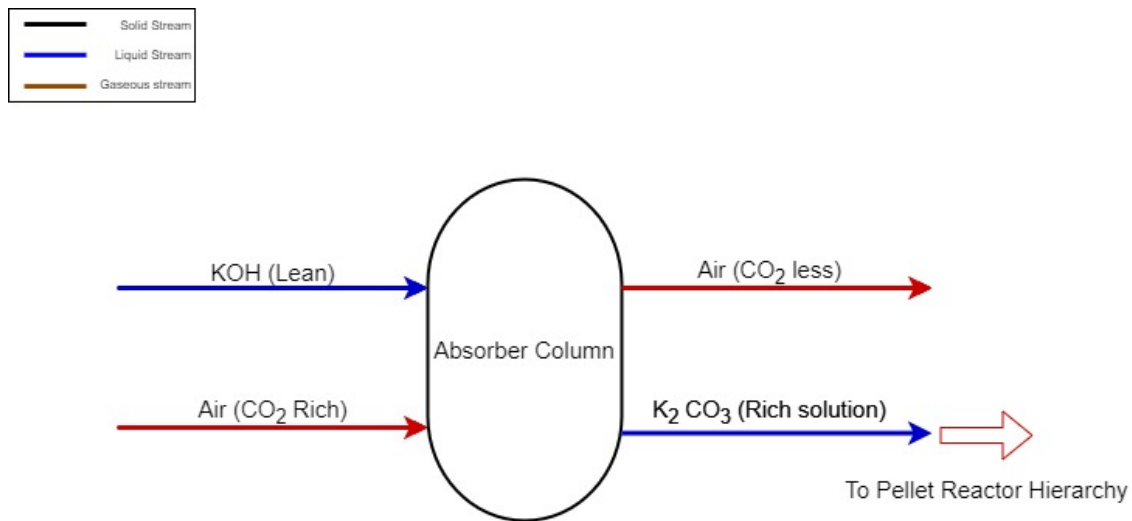 Solid Stream
Liquid Stream
Gaseous stream
KOH (Lean)
Air (CO₂ less)
Absorber Column
Air (CO₂ Rich)
K₂ CO₃ (Rich solution)
To Pellet Reactor Hierarchy